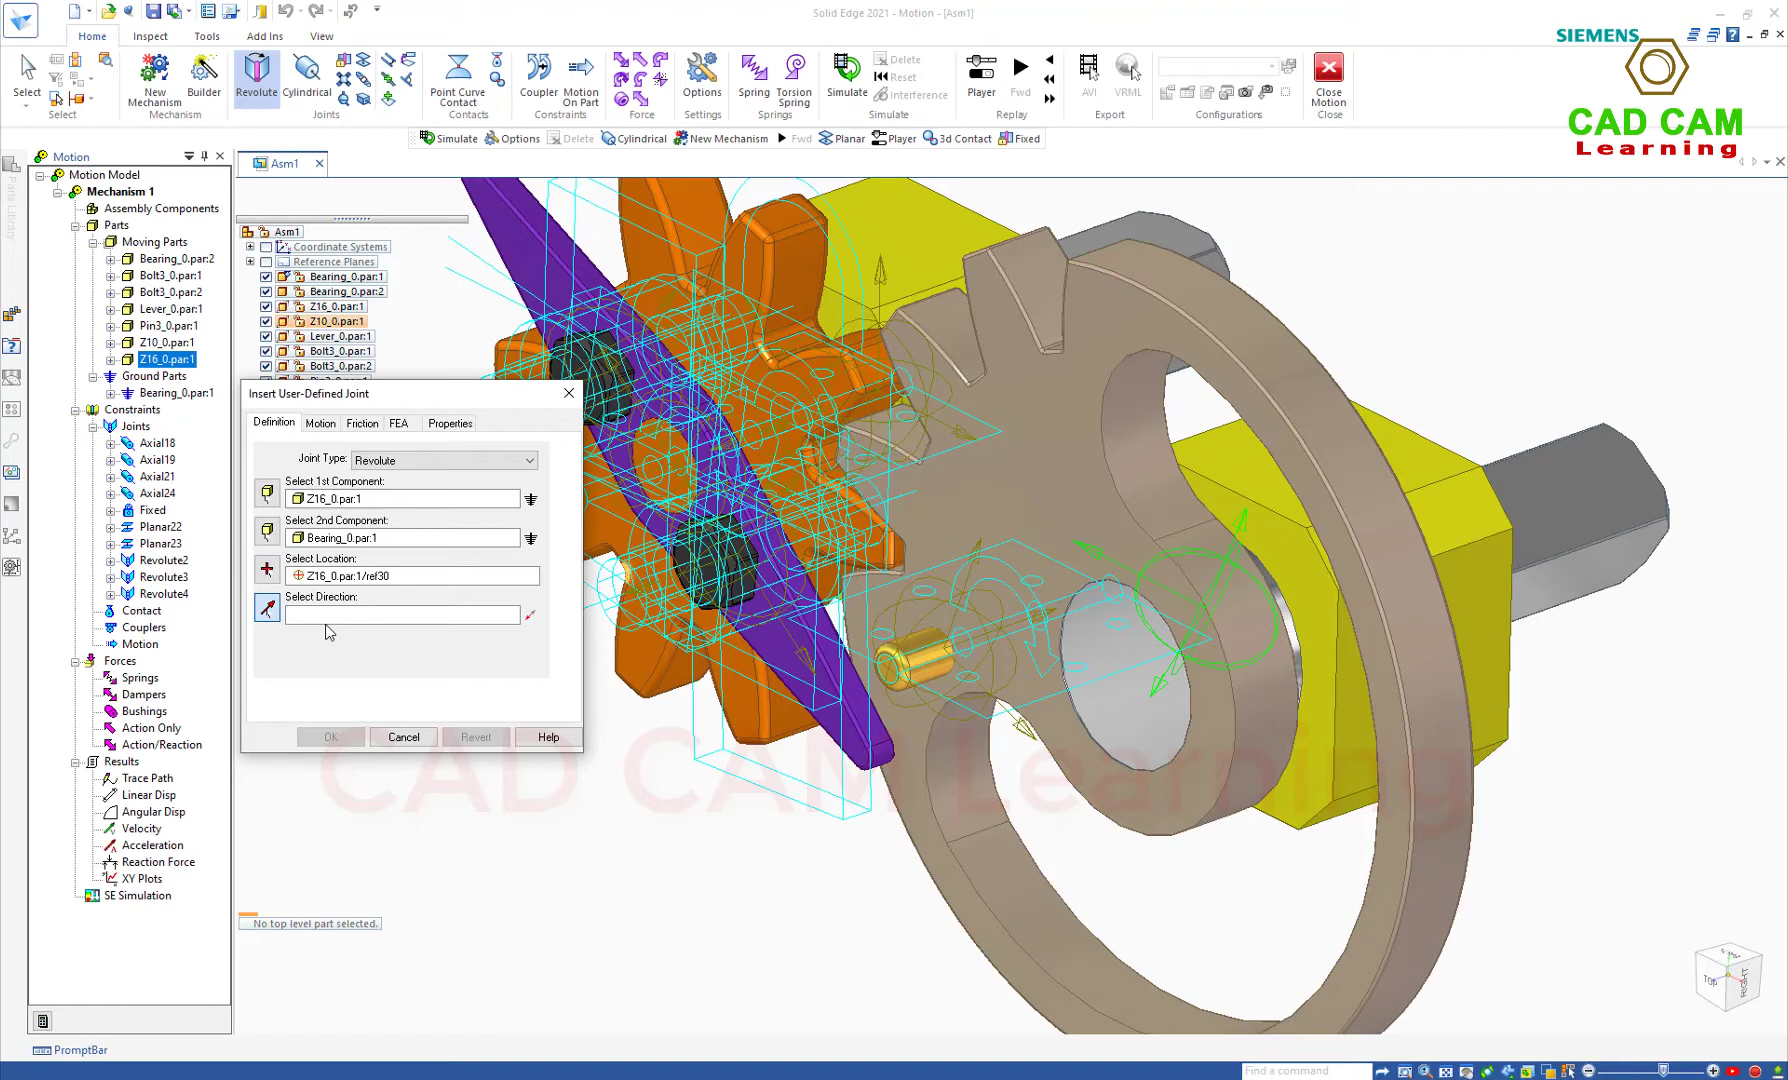 Solid Edge 2021 - Motion - [Asm1]
Home
Inspect
Tools
Add Ins
View
SIEMENS
CAD CAM
Learning
Select
New
Mechanism
Builder
Revolute
Cylindrical
Point Curve
Contact
Coupler
Motion
On Part
Options
Spring
Torsion
Spring
Simulate
Delete
Reset
Interference
Player
Fwd
AVI
VRML
Close
Motion
Select
Mechanism
Joints
Contacts
Constraints
Force
Settings
Springs
Simulate
Replay
Export
Configurations
Close
Simulate
Options
Delete
Cylindrical
New Mechanism
Fwd
Planar
Player
3d Contact
Fixed
Parts Library
Motion
Motion Model
Mechanism 1
Assembly Components
Parts
Moving Parts
Bearing_0.par:2
Bolt3_0.par:1
Bolt3_0.par:2
Lever_0.par:1
Pin3_0.par:1
Z10_0.par:1
Z16_0.par:1
Ground Parts
Bearing_0.par:1
Constraints
Joints
Axial18
Axial19
Axial21
Axial24
Fixed
Planar22
Planar23
Revolute2
Revolute3
Revolute4
Contact
Couplers
Motion
Forces
Springs
Dampers
Bushings
Action Only
Action/Reaction
Results
Trace Path
Linear Disp
Angular Disp
Velocity
Acceleration
Reaction Force
XY Plots
SE Simulation
Asm1
Asm1
Coordinate Systems
Reference Planes
Bearing_0.par:1
Bearing_0.par:2
Z16_0.par:1
Z10_0.par:1
Lever_0.par:1
Bolt3_0.par:1
Bolt3_0.par:2
Insert User-Defined Joint
Definition
Motion
Friction
FEA
Properties
Joint Type:
Revolute
Select 1st Component:
Z16_0.par:1
Select 2nd Component:
Bearing_0.par:1
Select Location:
Z16_0.par:1/ref30
Select Direction:
OK
Cancel
Revert
Help
CAD CAM Learning
No top level part selected.
TOP
RIGHT
PromptBar
Find a command